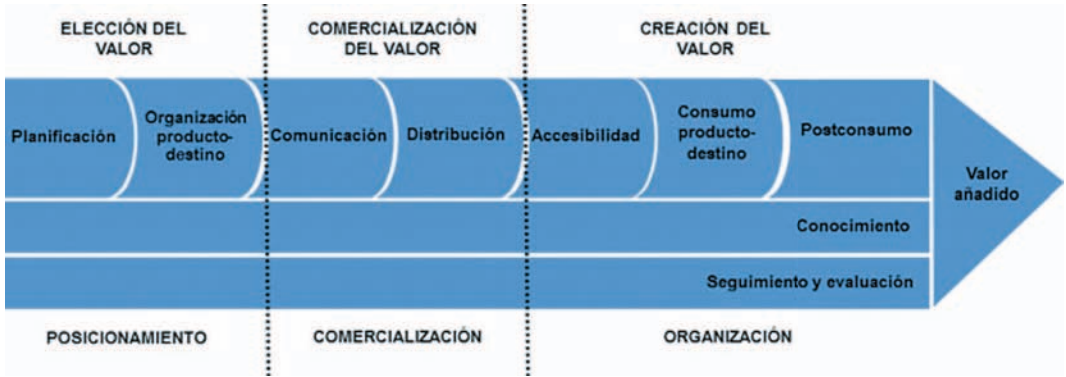 ELECCIÓN DEL
VALOR
COMERCIALIZACIÓN
DEL VALOR
CREACIÓN DEL
VALOR
Planificación
Organización
producto-
destino
Comunicación
Distribución
Accesibilidad
Consumo
producto-
destino
Postconsumo
Valor
añadido
Conocimiento
Seguimiento y evaluación
POSICIONAMIENTO
COMERCIALIZACIÓN
ORGANIZACIÓN